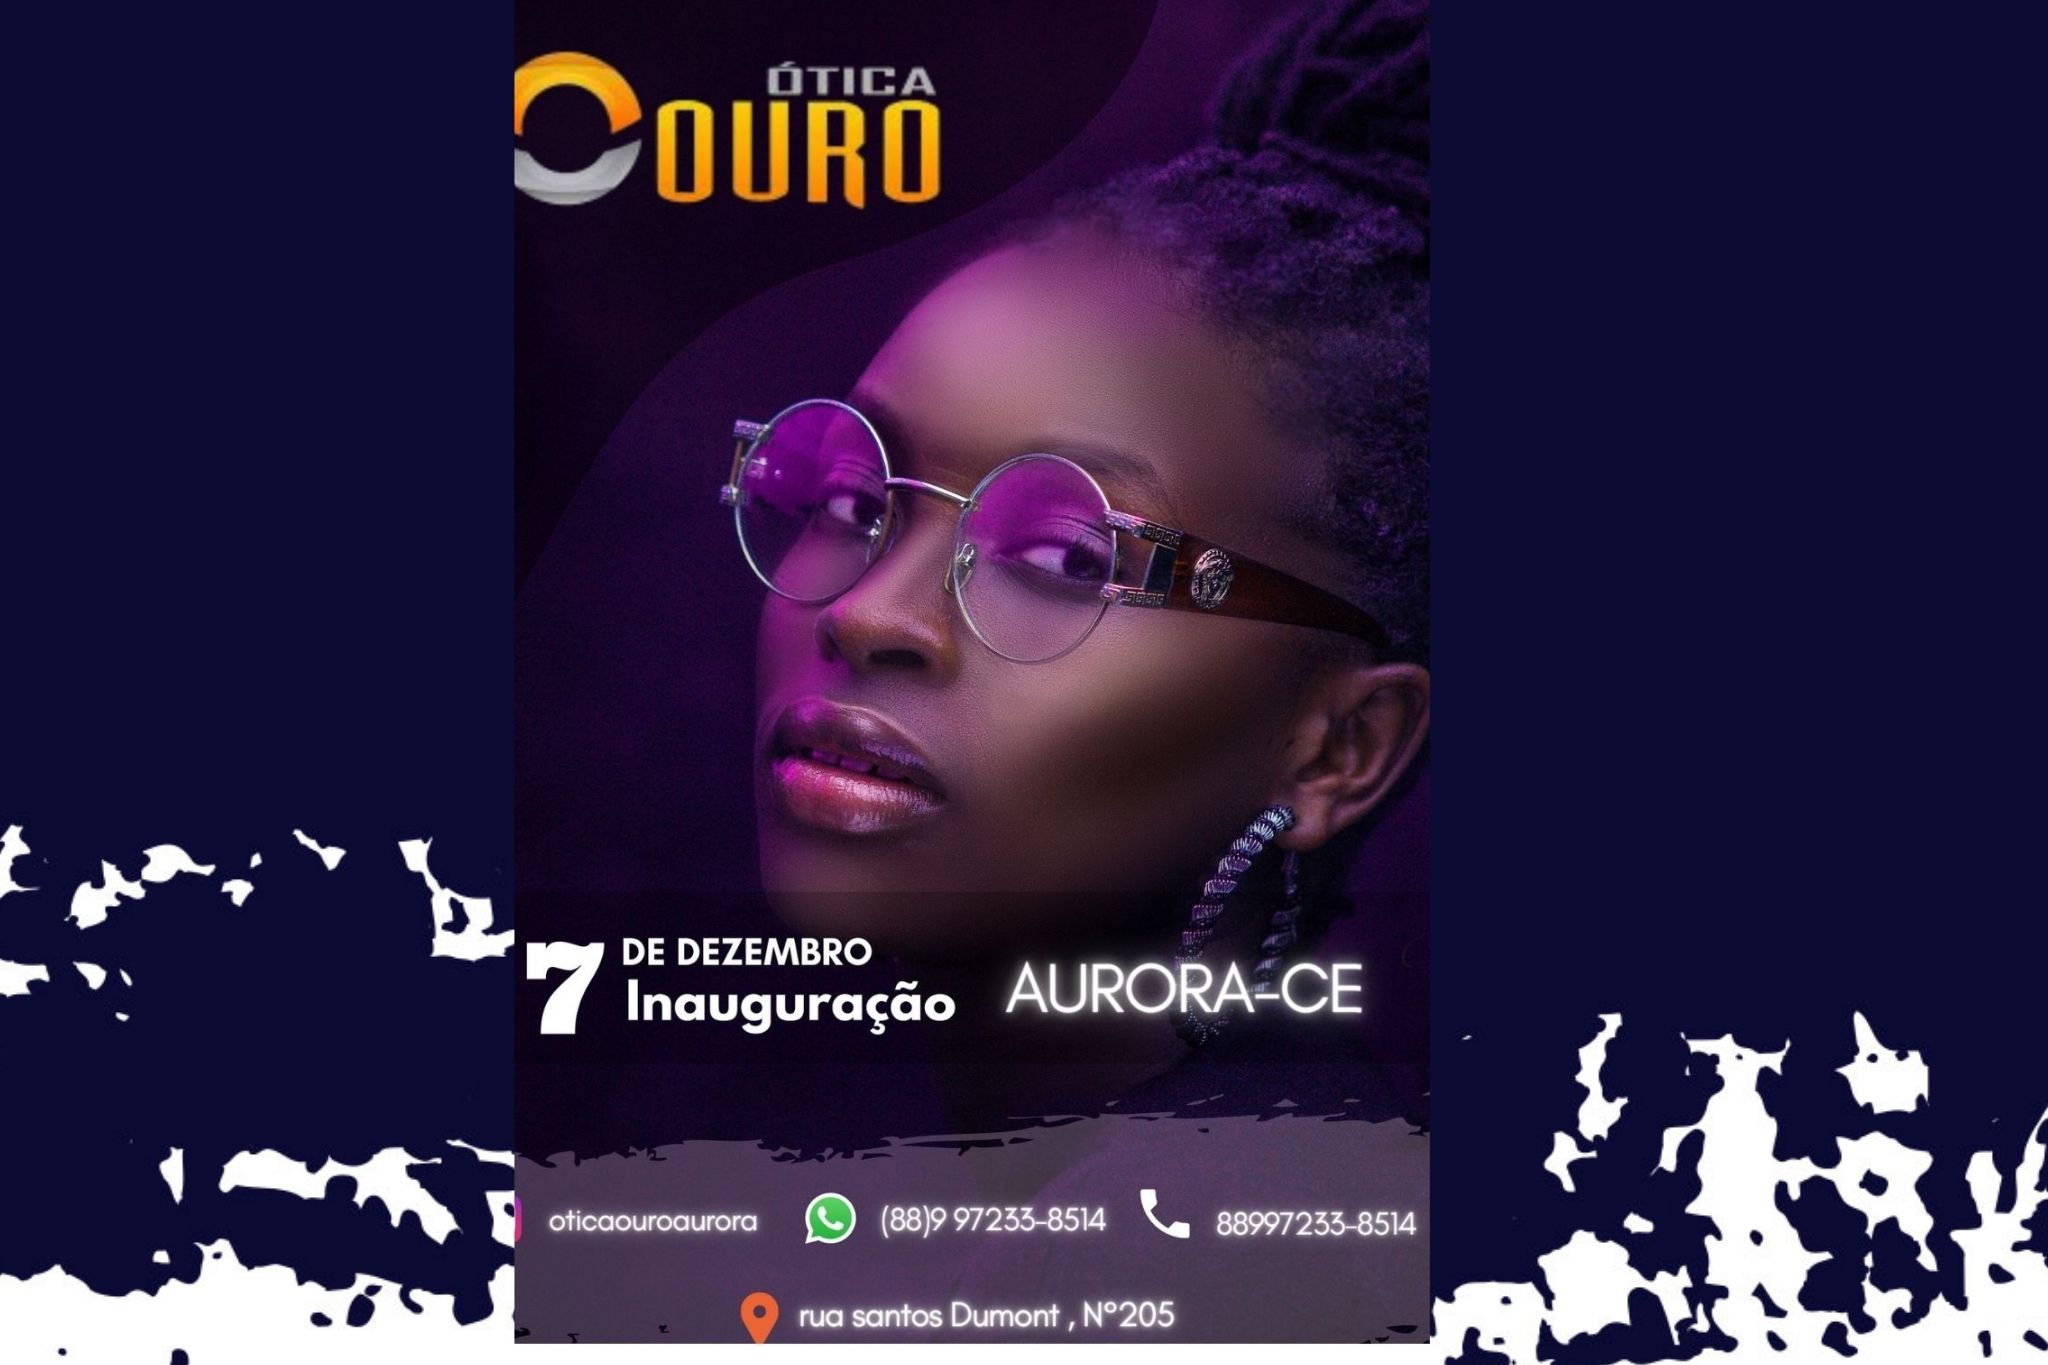 ÓTICA
OURO
7 DE DEZEMBRO
Inauguração
AURORA-CE
oticaouroaurora
(88)9 97233-8514
88997233-8514
rua santos Dumont , N°205